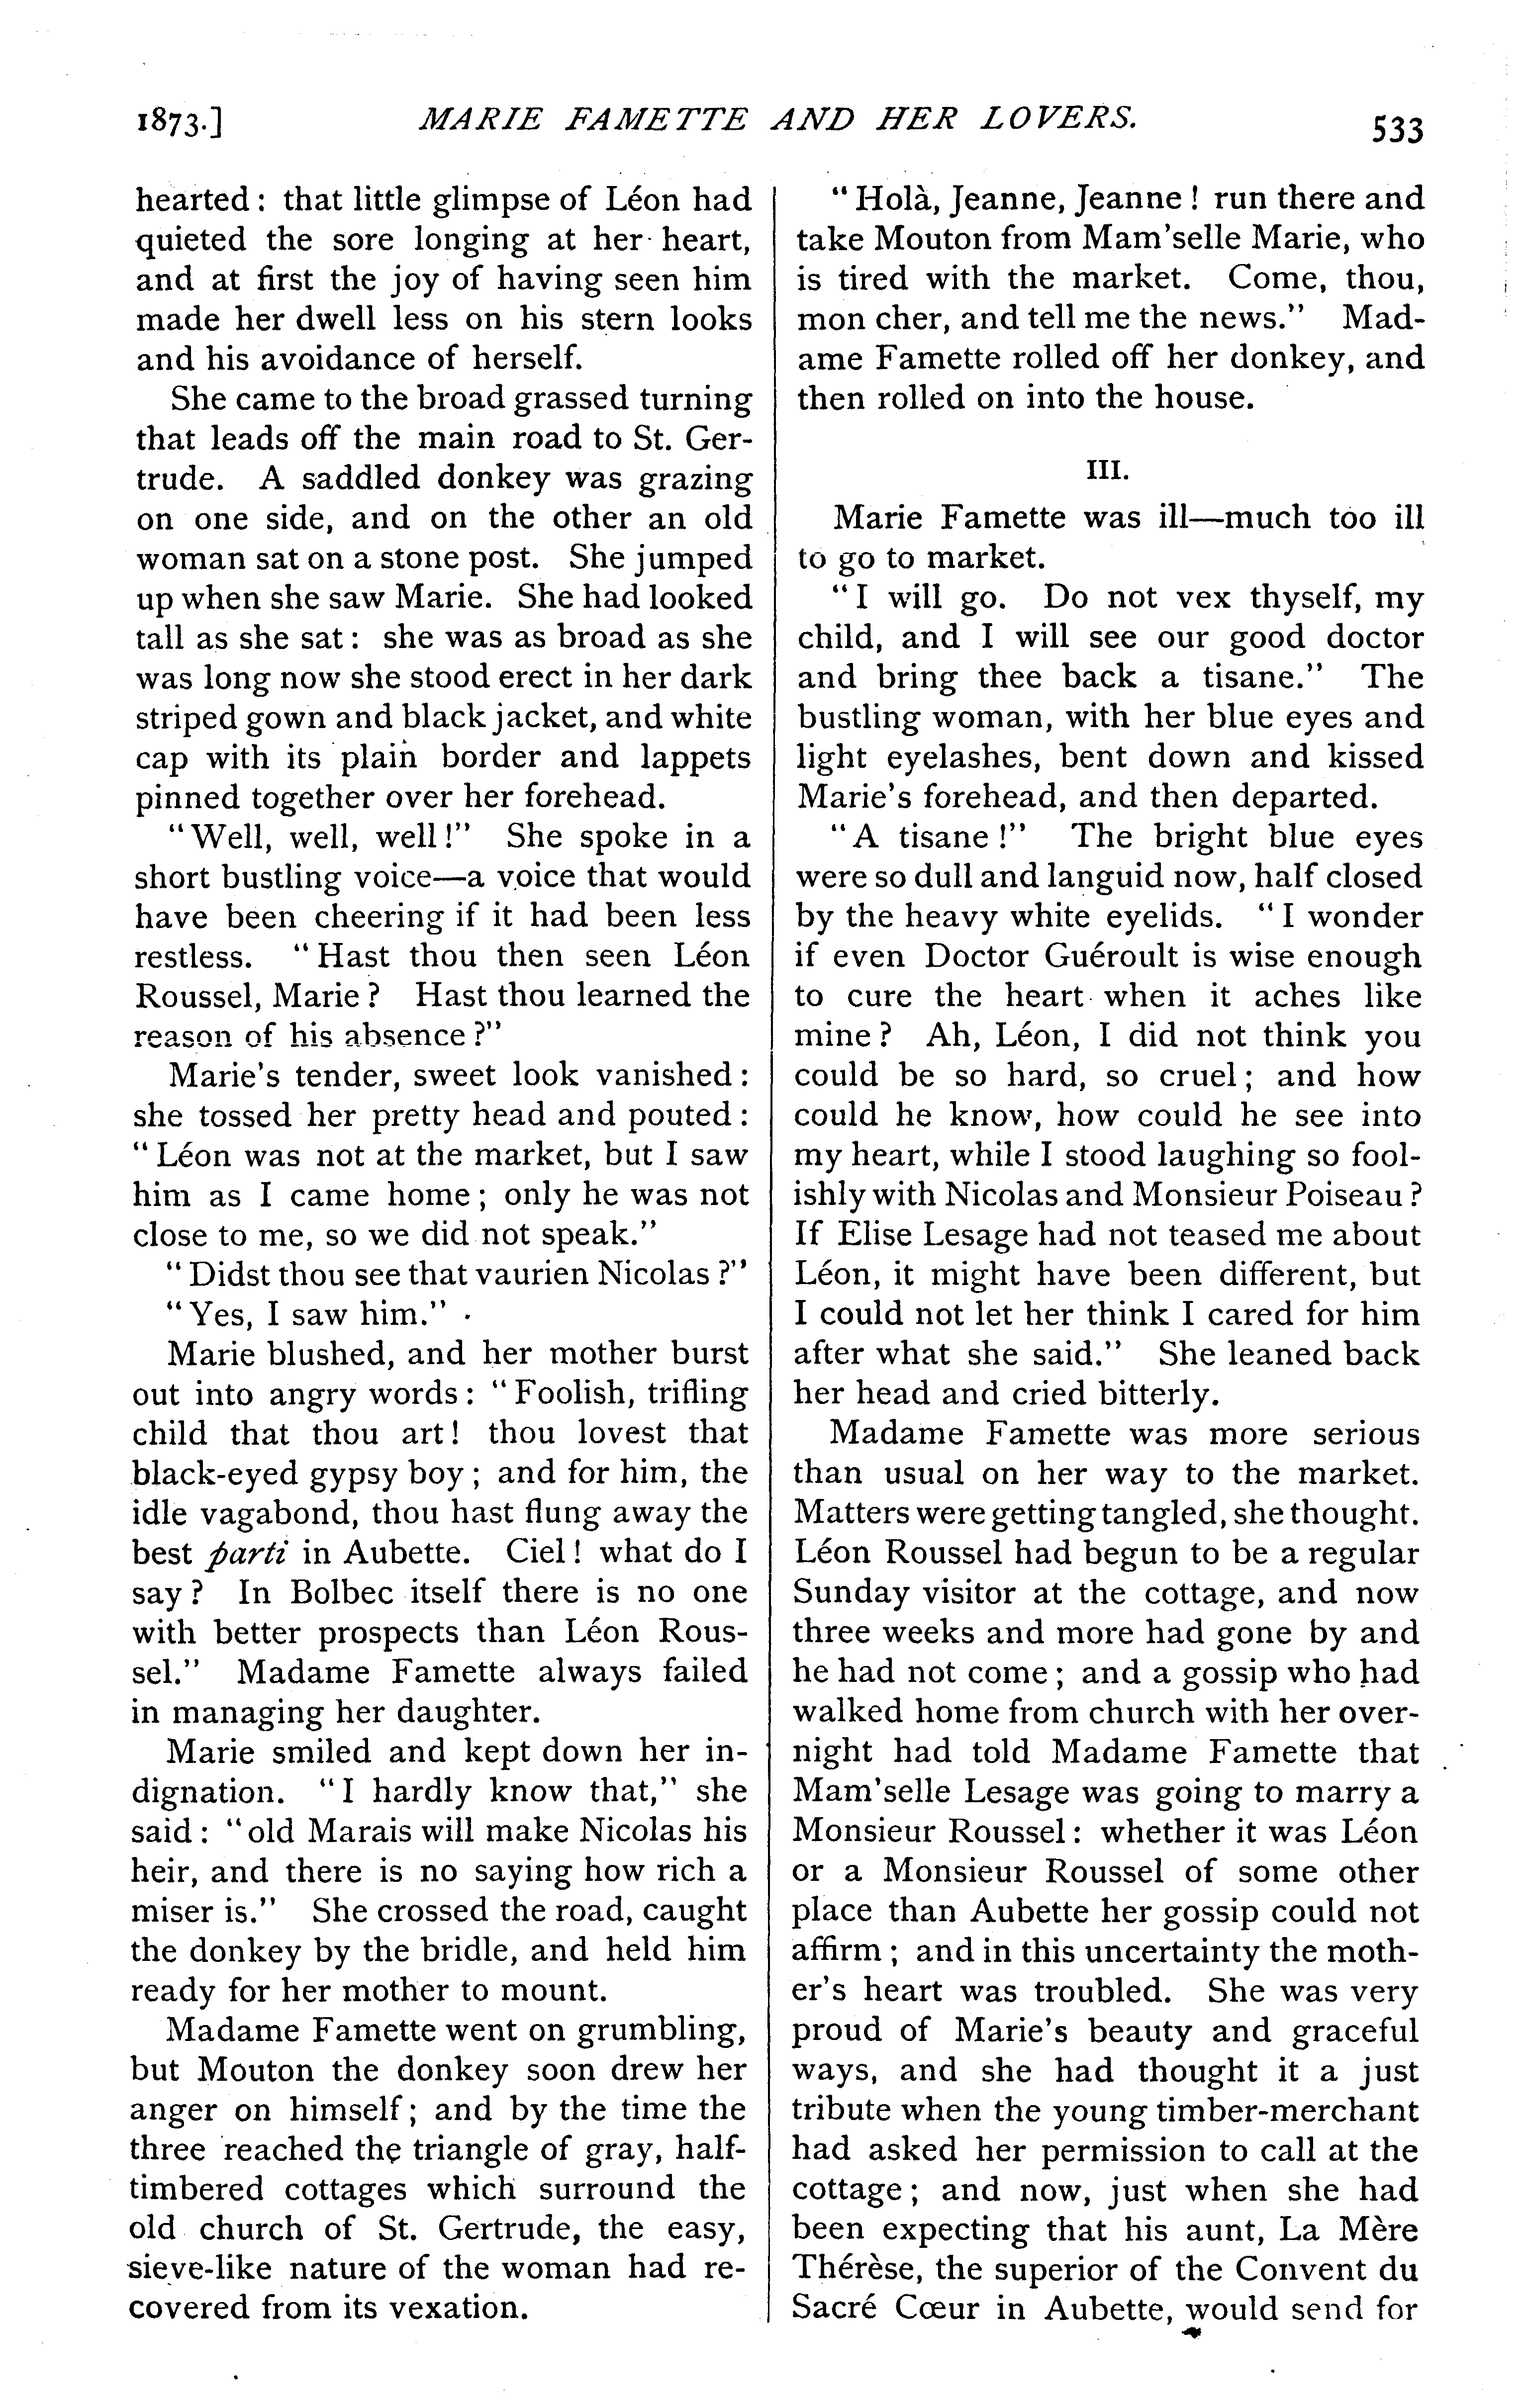 1873.] MARIE FAMETTE AND HER LOVERS. 533
hearted: that little glimpse of Léon had
quieted the sore longing at her heart,
and at first the joy of having seen him
made her dwell less on his stern looks
and his avoidance of herself.
She came to the broad grassed turning
that leads off the main road to St. Ger-
trude. A saddled donkey was grazing
on one side, and on the other an old
woman sat on a stone post. She jumped
up when she saw Marie. She had looked
tall as she sat: she was as broad as she
was long now she stood erect in her dark
striped gown and black jacket, and white
cap with its plain border and lappets
pinned together over her forehead.
"Well, well, well!" She spoke in a
short bustling voice—a voice that would
have been cheering if it had been less
restless. "Hast thou then seen Léon
Roussel, Marie? Hast thou learned the
reason of his absence?"
Marie's tender, sweet look vanished:
she tossed her pretty head and pouted:
"Léon was not at the market, but I saw
him as I came home; only he was not
close to me, so we did not speak."
"Didst thou see that vaurien Nicolas?"
"Yes, I saw him."
Marie blushed, and her mother burst
out into angry words: "Foolish, trifling
child that thou art! thou lovest that
black-eyed gypsy boy; and for him, the
idle vagabond, thou hast flung away the
best parti in Aubette. Ciel! what do I
say? In Bolbec itself there is no one
with better prospects than Léon Rous-
sel." Madame Famette always failed
in managing her daughter.
Marie smiled and kept down her in-
dignation. "I hardly know that," she
said: "old Marais will make Nicolas his
heir, and there is no saying how rich a
miser is." She crossed the road, caught
the donkey by the bridle, and held him
ready for her mother to mount.
Madame Famette went on grumbling,
but Mouton the donkey soon drew her
anger on himself; and by the time the
three reached the triangle of gray, half-
timbered cottages which surround the
old church of St. Gertrude, the easy,
sieve-like nature of the woman had re-
covered from its vexation.
"Holà, Jeanne, Jeanne! run there and
take Mouton from Mam'selle Marie, who
is tired with the market. Come, thou,
mon cher, and tell me the news." Mad-
ame Famette rolled off her donkey, and
then rolled on into the house.
III.
Marie Famette was ill—much too ill
to go to market.
"I will go. Do not vex thyself, my
child, and I will see our good doctor
and bring thee back a tisane." The
bustling woman, with her blue eyes and
light eyelashes, bent down and kissed
Marie's forehead, and then departed.
"A tisane!" The bright blue eyes
were so dull and languid now, half closed
by the heavy white eyelids. "I wonder
if even Doctor Guéroult is wise enough
to cure the heart when it aches like
mine? Ah, Léon, I did not think you
could be so hard, so cruel; and how
could he know, how could he see into
my heart, while I stood laughing so fool-
ishly with Nicolas and Monsieur Poiseau?
If Elise Lesage had not teased me about
Léon, it might have been different, but
I could not let her think I cared for him
after what she said." She leaned back
her head and cried bitterly.
Madame Famette was more serious
than usual on her way to the market.
Matters were getting tangled, she thought.
Léon Roussel had begun to be a regular
Sunday visitor at the cottage, and now
three weeks and more had gone by and
he had not come; and a gossip who had
walked home from church with her over-
night had told Madame Famette that
Mam'selle Lesage was going to marry a
Monsieur Roussel: whether it was Léon
or a Monsieur Roussel of some other
place than Aubette her gossip could not
affirm; and in this uncertainty the moth-
er's heart was troubled. She was very
proud of Marie's beauty and graceful
ways, and she had thought it a just
tribute when the young timber-merchant
had asked her permission to call at the
cottage; and now, just when she had
been expecting that his aunt, La Mère
Thérèse, the superior of the Convent du
Sacré Cœur in Aubette, would send for